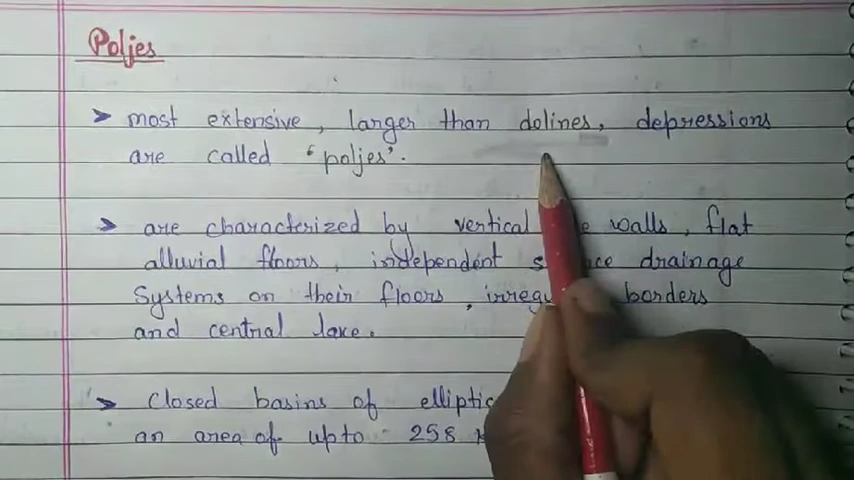 Poljes
➤ most extensive, larger than dolines, depressions
are called 'poljes'.
➤ are characterized by vertical walls, flat
alluvial floors, independent drainage
systems on their floors, borders
and central lake.
➤ closed basins of
an area of upto 258